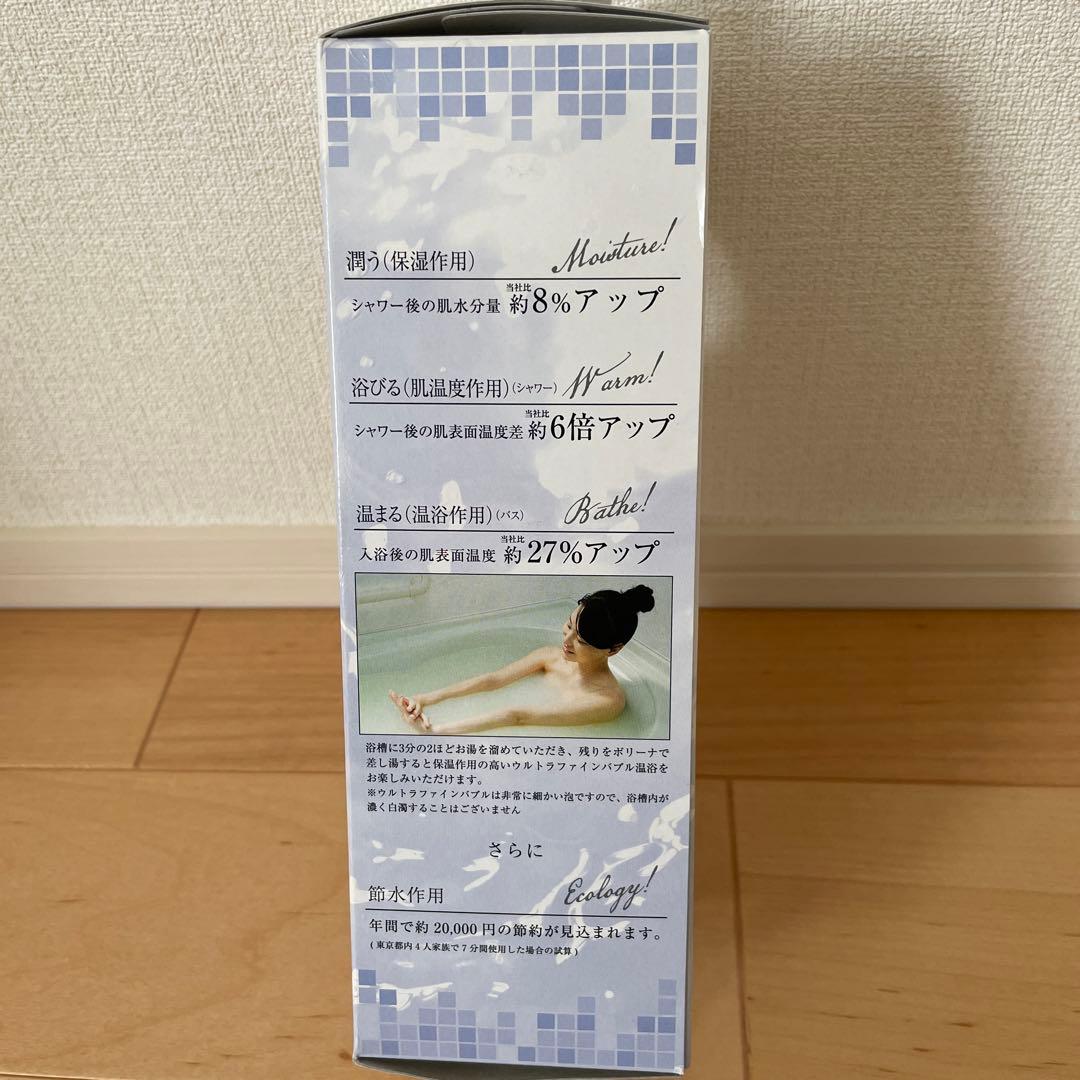 潤う(保湿作用) Moisture!
シャワー後の肌水分量 当社比 約8%アップ
浴びる(肌温度作用)(シャワー) Warm!
シャワー後の肌表面温度差 当社比 約6倍アップ
温まる(温浴作用)(バス) Bathe!
入浴後の肌表面温度 当社比 約27%アップ
浴槽に3分の2ほどお湯を溜めていただき、残りをボリーナで
差し湯すると保温作用の高いウルトラファインバブル温浴を
お楽しみいただけます。
※ウルトラファインバブルは非常に細かい泡ですので、浴槽内が
濃く白濁することはございません
さらに
節水作用 Ecology!
年間で約20,000円の節約が見込まれます。
(東京都内4人家族で7分間使用した場合の試算)